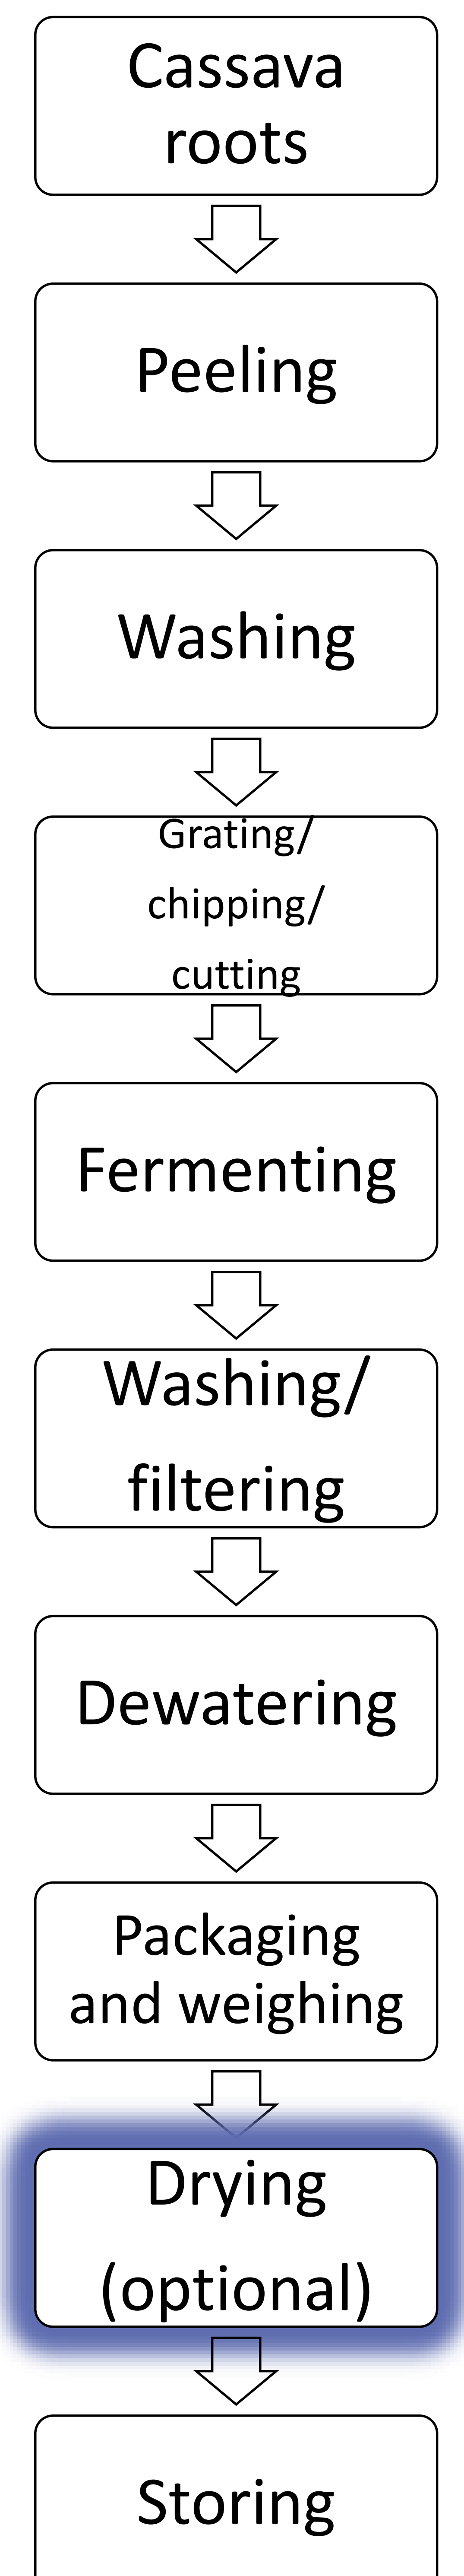 Cassava
roots
Peeling
Washing
Grating/
chipping/
cutting
Fermenting
Washing/
filtering
Dewatering
Packaging
and weighing
Drying
(optional)
Storing